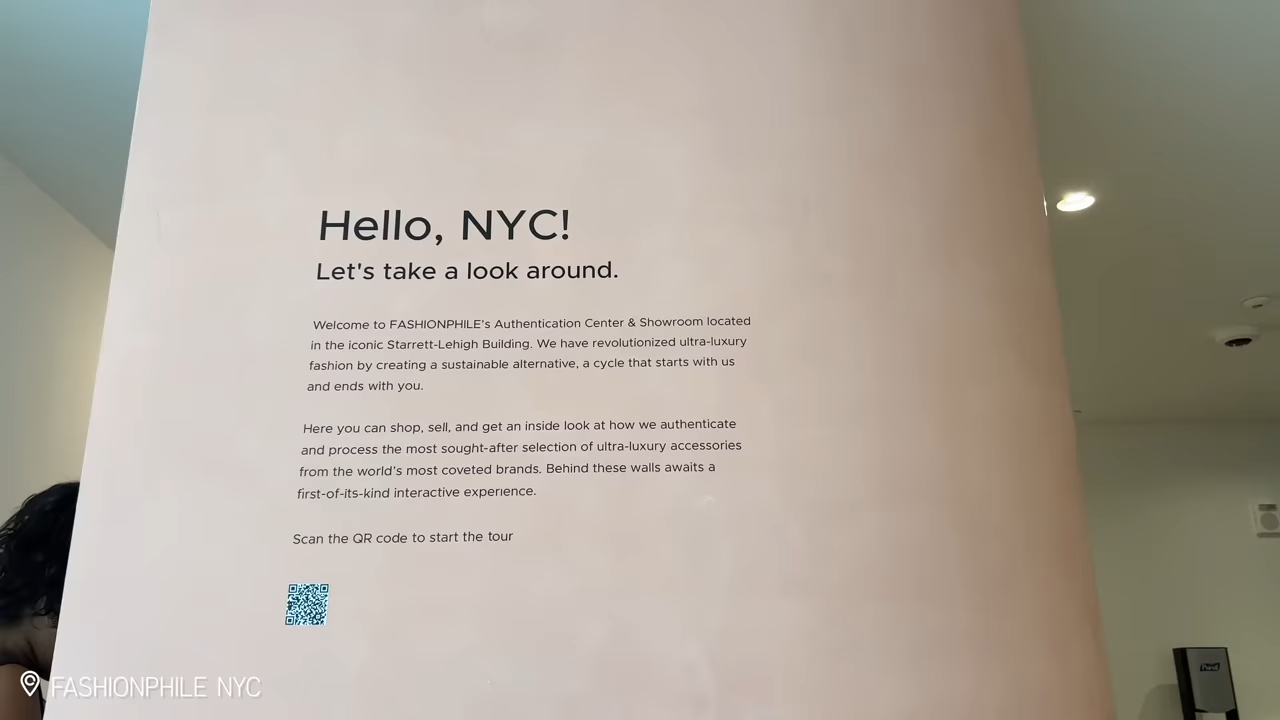 Hello, NYC!
Let's take a look around.
Welcome to FASHIONPHILE's Authentication Center & Showroom located
in the iconic Starrett-Lehigh Building. We have revolutionized ultra-luxury
fashion by creating a sustainable alternative, a cycle that starts with us
and ends with you.
Here you can shop, sell, and get an inside look at how we authenticate
and process the most sought-after selection of ultra-luxury accessories
from the world's most coveted brands. Behind these walls awaits a
first-of-its-kind interactive experience.
Scan the QR code to start the tour
FASHIONPHILE NYC
Purell